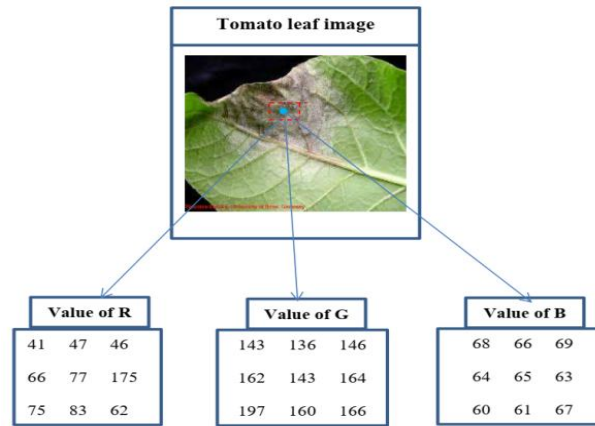 Tomato leaf image
Value of R
41 47 46
66 77 175
75 83 62
Value of G
143 136 146
162 143 164
197 160 166
Value of B
68 66 69
64 65 63
60 61 67